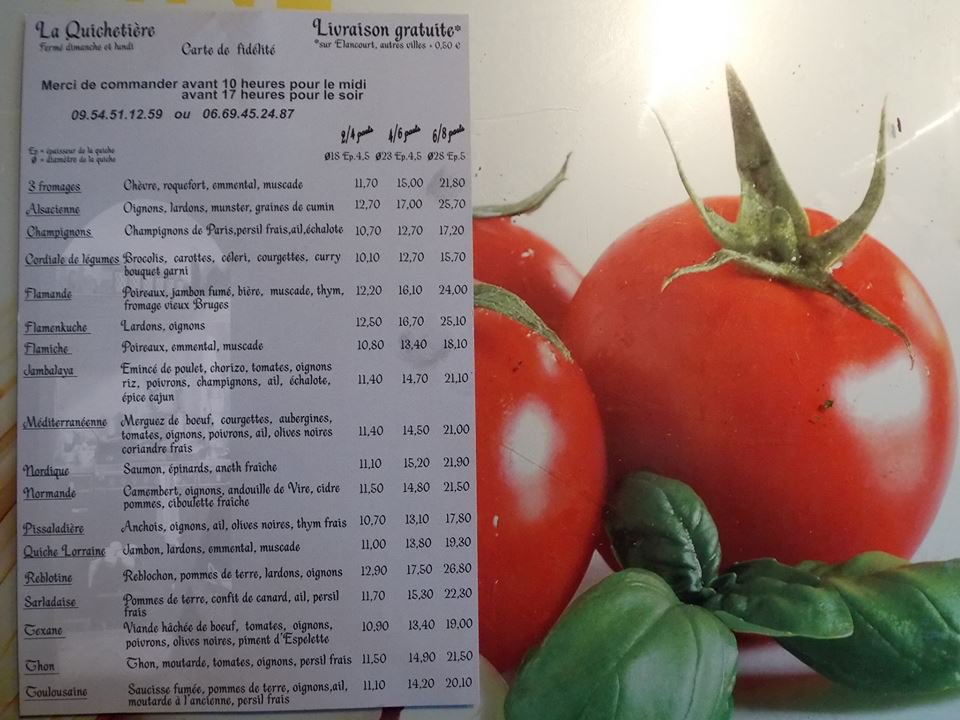 La Quichetière
Livraison gratuite*
Fermé dimanche et lundi
Carte de fidélité
*sur Elancourt, autres villes + 0,50 €
Merci de commander avant 10 heures pour le midi
avant 17 heures pour le soir
09.54.51.12.59 ou 06.69.45.24.87
2/4 parts 4/6 parts 6/8 parts
Ep = épaisseur de la quiche
Ø = diamètre de la quiche
Ø18 Ep.4,5 Ø23 Ep.4,5 Ø28 Ep.5
3 fromages Chèvre, roquefort, emmental, muscade 11,70 15,00 21,80
Alsacienne Oignons, lardons, munster, graines de cumin 12,70 17,00 25,70
Champignons Champignons de Paris,persil frais,ail,échalote 10,70 12,70 17,20
Cordiale de légumes Brocolis, carottes, céleri, courgettes, curry 10,10 12,70 15,70
bouquet garni
Flamande Poireaux, jambon fumé, bière, muscade, thym, 12,20 16,10 24,00
fromage vieux Bruges
Flamenkuche Lardons, oignons 12,50 16,70 25,10
Flamiche Poireaux, emmental, muscade 10,80 13,40 18,10
Jambalaya Emincé de poulet, chorizo, tomates, oignons
riz, poivrons, champignons, ail, échalote, 11,40 14,70 21,10
épice cajun
Méditerranéenne Merguez de boeuf, courgettes, aubergines,
tomates, oignons, poivrons, ail, olives noires 11,40 14,50 21,00
coriandre frais
Nordique Saumon, épinards, aneth fraiche 11,10 15,20 21,90
Normande Camembert, oignons, andouille de Vire, cidre 11,50 14,80 21,50
pommes, ciboulette fraiche
Pissaladière Anchois, oignons, ail, olives noires, thym frais 10,70 13,10 17,80
Quiche Lorraine Jambon, lardons, emmental, muscade 11,00 13,80 19,30
Reblotine Reblochon, pommes de terre, lardons, oignons 12,90 17,50 26,80
Sarladaise Pommes de terre, confit de canard, ail, persil 11,70 15,30 22,30
frais
Texane Viande hâchée de boeuf, tomates, oignons, 10,90 13,40 19,00
poivrons, olives noires, piment d'Espelette
Thon Thon, moutarde, tomates, oignons, persil frais 11,50 14,90 21,50
Toulousaine Saucisse fumée, pommes de terre, oignons,ail, 11,10 14,20 20,10
moutarde à l'ancienne, persil frais